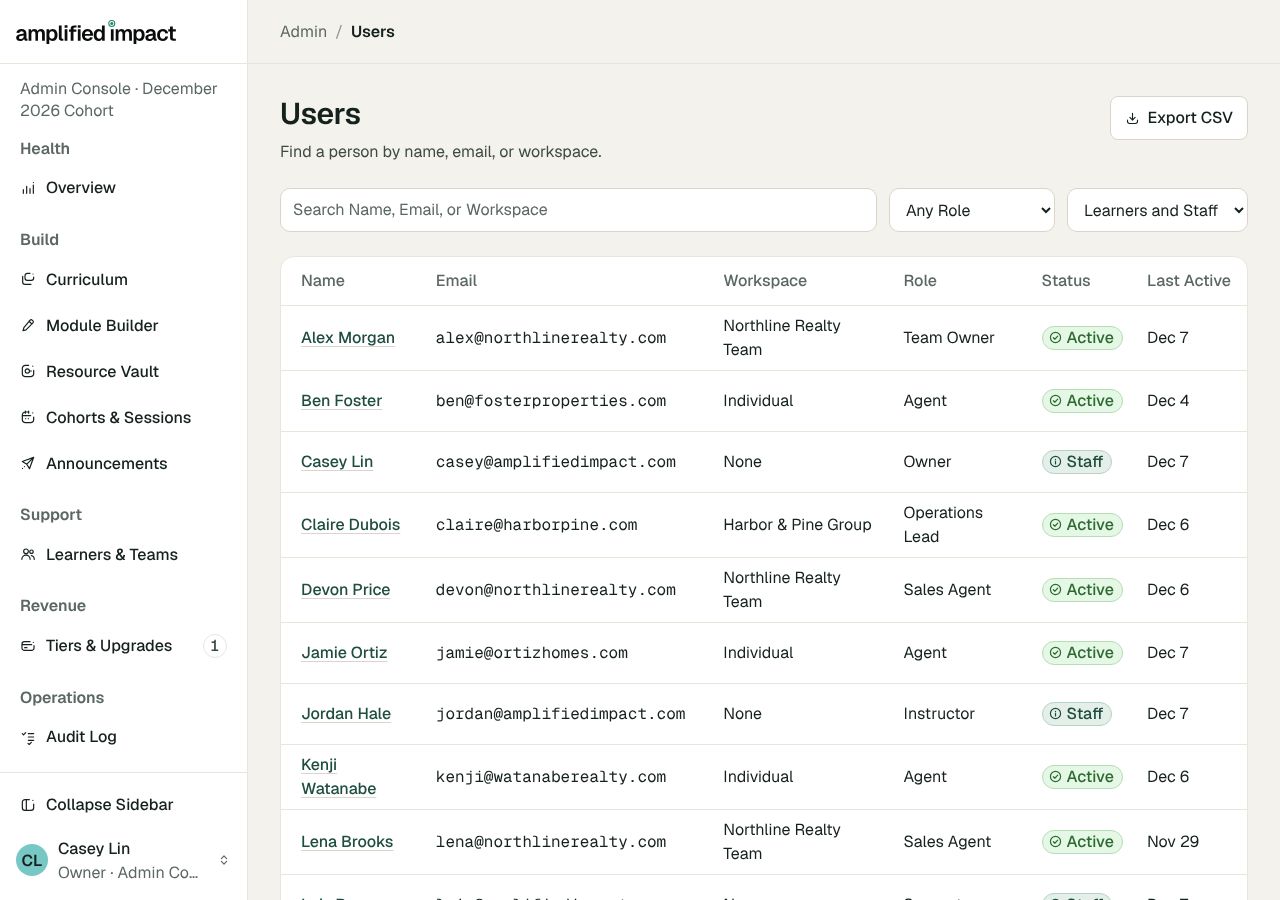 amplified impact
Admin / Users
Admin Console · December
2026 Cohort
Health
Overview
Build
Curriculum
Module Builder
Resource Vault
Cohorts & Sessions
Announcements
Support
Learners & Teams
Revenue
Tiers & Upgrades 1
Operations
Audit Log
Collapse Sidebar
CL
Casey Lin
Owner · Admin Co...
Users
Find a person by name, email, or workspace.
Export CSV
Search Name, Email, or Workspace
Any Role
Learners and Staff
Name Email Workspace Role Status Last Active
Alex Morgan alex@northlinerealty.com Northline Realty Team Team Owner Active Dec 7
Ben Foster ben@fosterproperties.com Individual Agent Active Dec 4
Casey Lin casey@amplifiedimpact.com None Owner Staff Dec 7
Claire Dubois claire@harborpine.com Harbor & Pine Group Operations Lead Active Dec 6
Devon Price devon@northlinerealty.com Northline Realty Team Sales Agent Active Dec 6
Jamie Ortiz jamie@ortizhomes.com Individual Agent Active Dec 7
Jordan Hale jordan@amplifiedimpact.com None Instructor Staff Dec 7
Kenji Watanabe kenji@watanaberealty.com Individual Agent Active Dec 6
Lena Brooks lena@northlinerealty.com Northline Realty Team Sales Agent Active Nov 29